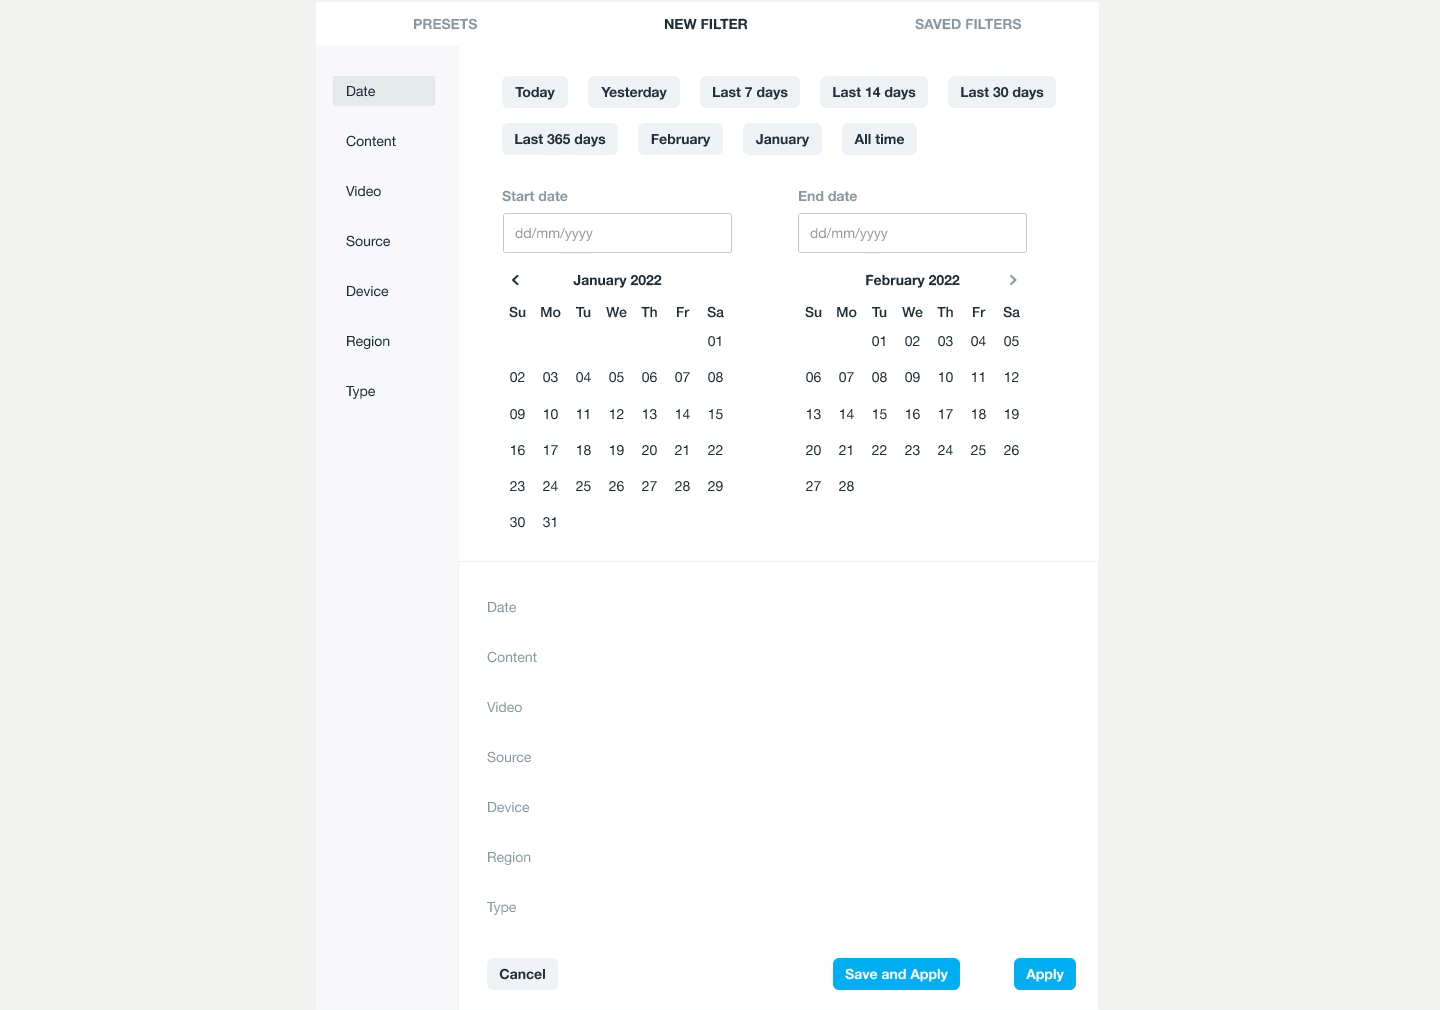 PRESETS NEW FILTER SAVED FILTERS
Date
Content
Video
Source
Device
Region
Type
Today Yesterday Last 7 days Last 14 days Last 30 days
Last 365 days February January All time
Start date End date
dd/mm/yyyy dd/mm/yyyy
January 2022 February 2022
Su Mo Tu We Th Fr Sa Su Mo Tu We Th Fr Sa
01 01 02 03 04 05
02 03 04 05 06 07 08 06 07 08 09 10 11 12
09 10 11 12 13 14 15 13 14 15 16 17 18 19
16 17 18 19 20 21 22 20 21 22 23 24 25 26
23 24 25 26 27 28 29 27 28
30 31
Date
Content
Video
Source
Device
Region
Type
Cancel Save and Apply Apply